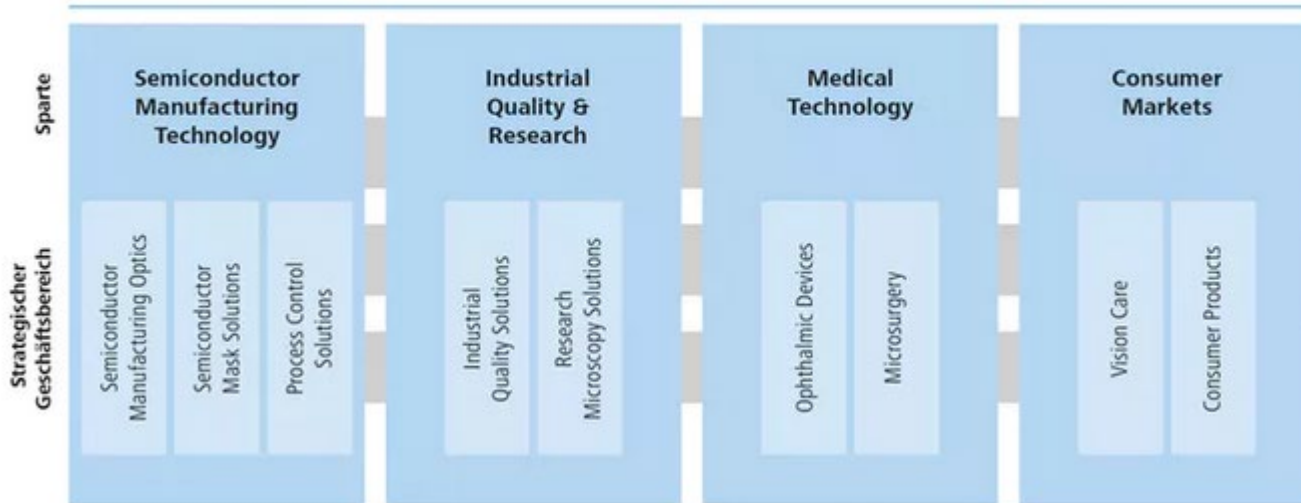 Sparte
Semiconductor
Manufacturing
Technology
Industrial
Quality &
Research
Medical
Technology
Consumer
Markets
Strategischer
Geschäftsbereich
Semiconductor
Manufacturing Optics
Semiconductor
Mask Solutions
Process Control
Solutions
Industrial
Quality Solutions
Research
Microscopy Solutions
Ophthalmic Devices
Microsurgery
Vision Care
Consumer Products